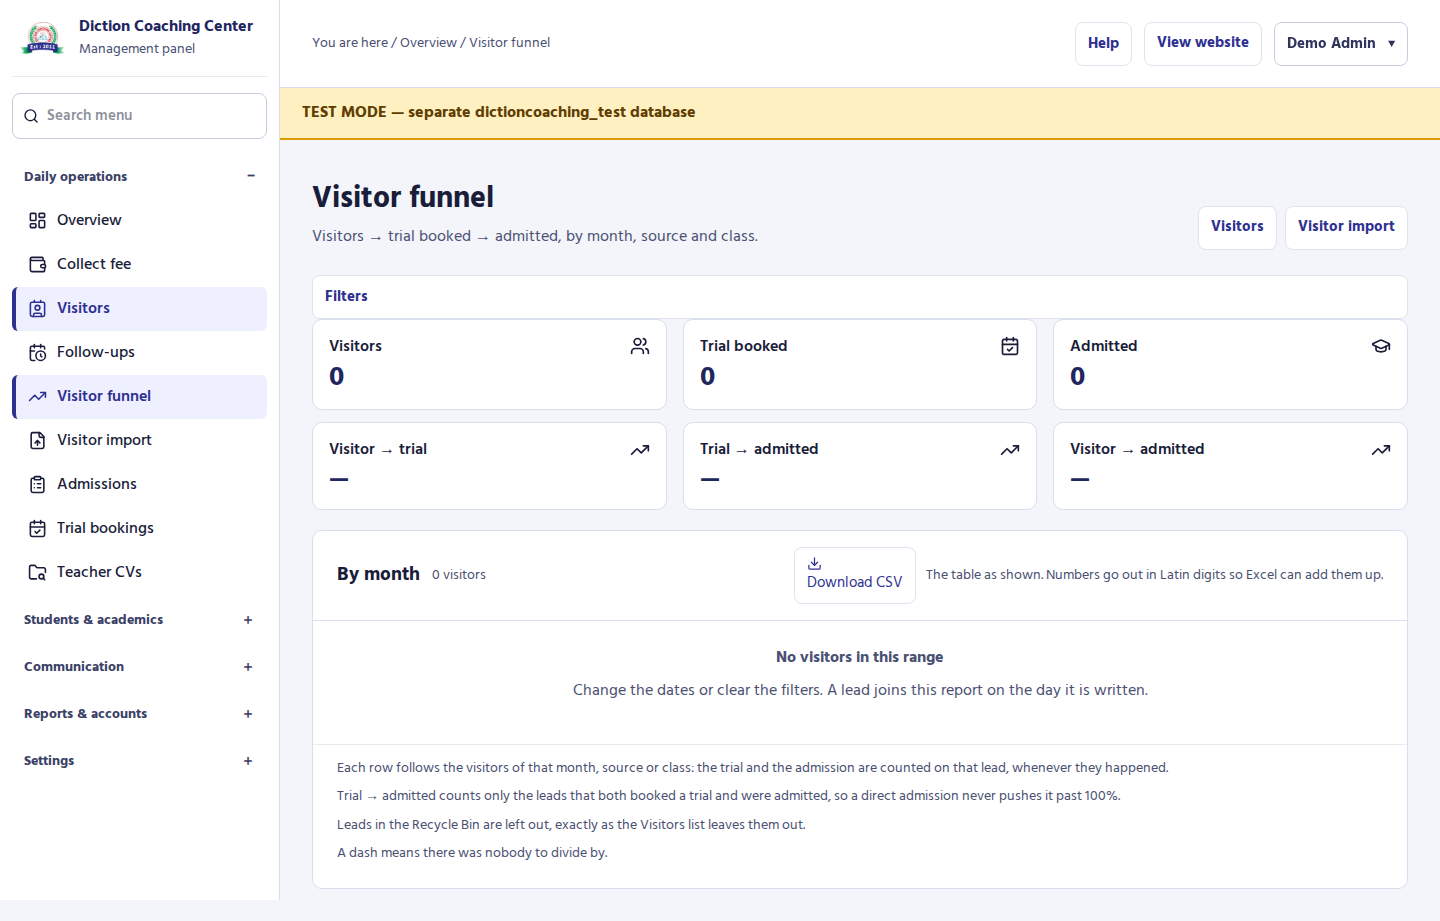 Diction Coaching Center
Management panel
Est : 2011
Search menu
Daily operations −
Overview
Collect fee
Visitors
Follow-ups
Visitor funnel
Visitor import
Admissions
Trial bookings
Teacher CVs
Students & academics +
Communication +
Reports & accounts +
Settings +
You are here / Overview / Visitor funnel
Help
View website
Demo Admin ▾
TEST MODE — separate dictioncoaching_test database
Visitor funnel
Visitors → trial booked → admitted, by month, source and class.
Visitors
Visitor import
Filters
Visitors
0
Trial booked
0
Admitted
0
Visitor → trial
—
Trial → admitted
—
Visitor → admitted
—
By month 0 visitors
Download CSV
The table as shown. Numbers go out in Latin digits so Excel can add them up.
No visitors in this range
Change the dates or clear the filters. A lead joins this report on the day it is written.
Each row follows the visitors of that month, source or class: the trial and the admission are counted on that lead, whenever they happened.
Trial → admitted counts only the leads that both booked a trial and were admitted, so a direct admission never pushes it past 100%.
Leads in the Recycle Bin are left out, exactly as the Visitors list leaves them out.
A dash means there was nobody to divide by.